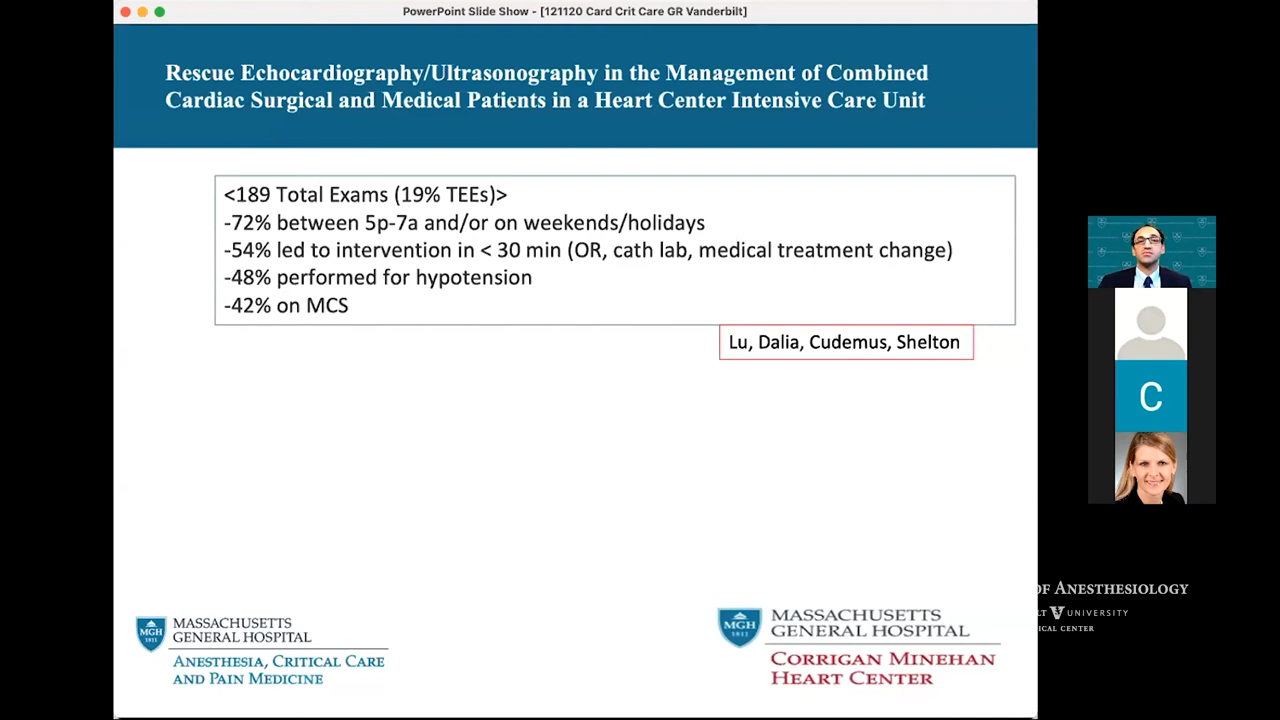 PowerPoint Slide Show - [121120 Card Crit Care GR Vanderbilt]
Rescue Echocardiography/Ultrasonography in the Management of Combined
Cardiac Surgical and Medical Patients in a Heart Center Intensive Care Unit
<189 Total Exams (19% TEEs)>
-72% between 5p-7a and/or on weekends/holidays
-54% led to intervention in < 30 min (OR, cath lab, medical treatment change)
-48% performed for hypotension
-42% on MCS
Lu, Dalia, Cudemus, Shelton
C
OF ANESTHESIOLOGY
LT V UNIVERSITY
ICAL CENTER
MGH
1811
MASSACHUSETTS
GENERAL HOSPITAL
ANESTHESIA, CRITICAL CARE
AND PAIN MEDICINE
MGH
1811
MASSACHUSETTS
GENERAL HOSPITAL
CORRIGAN MINEHAN
HEART CENTER